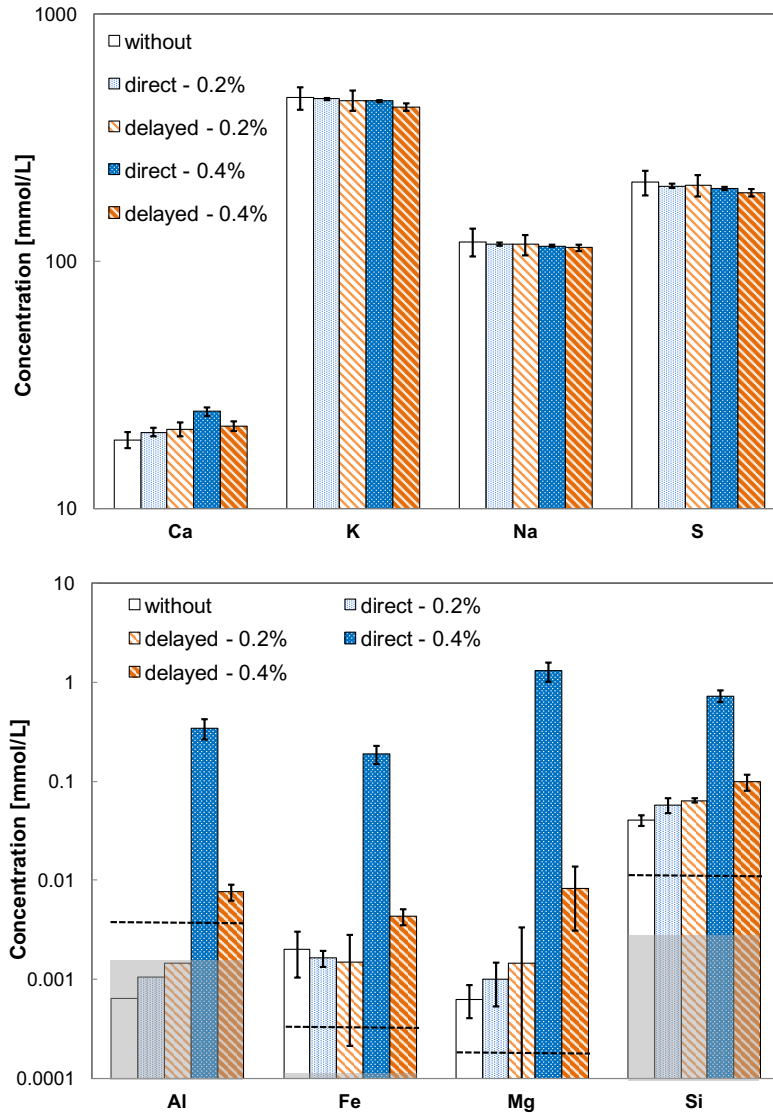 1000
without
direct - 0.2%
delayed - 0.2%
direct - 0.4%
delayed - 0.4%
100
10
Concentration [mmol/L]
Ca K Na S
10
without direct - 0.2%
delayed - 0.2% direct - 0.4%
delayed - 0.4%
1
0.1
0.01
0.001
0.0001
Concentration [mmol/L]
Al Fe Mg Si